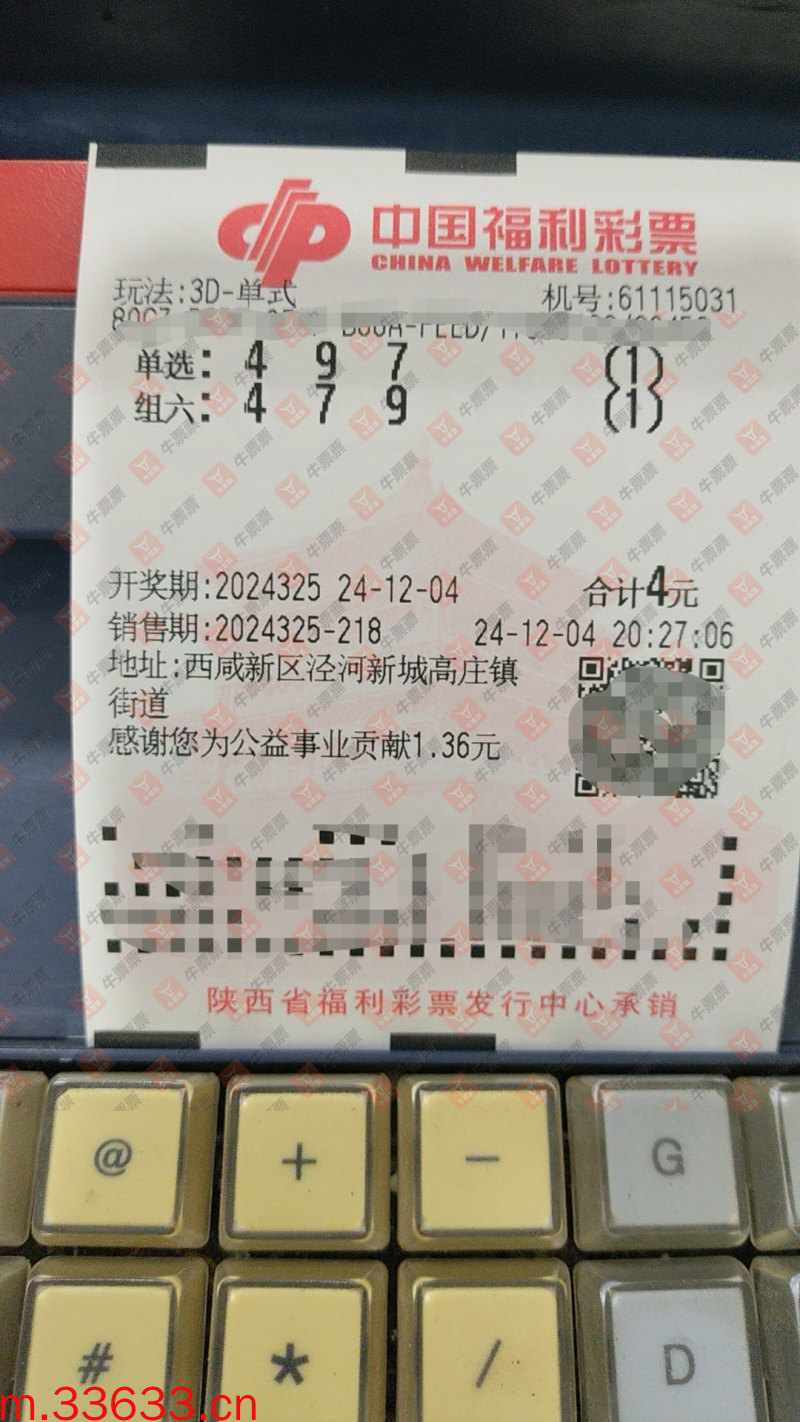 中国福利彩票
CHINA WELFARE LOTTERY
玩法:3D-单式 机号:61115031
单选: 4 9 7 {1}
组六: 4 7 9 {1}
开奖期:2024325 24-12-04 合计4元
销售期:2024325-218 24-12-04 20:27:06
地址:西咸新区泾河新城高庄镇
街道
感谢您为公益事业贡献1.36元
陕西省福利彩票发行中心承销
牛票票
@ + - G
# * / D
m.33633.cn